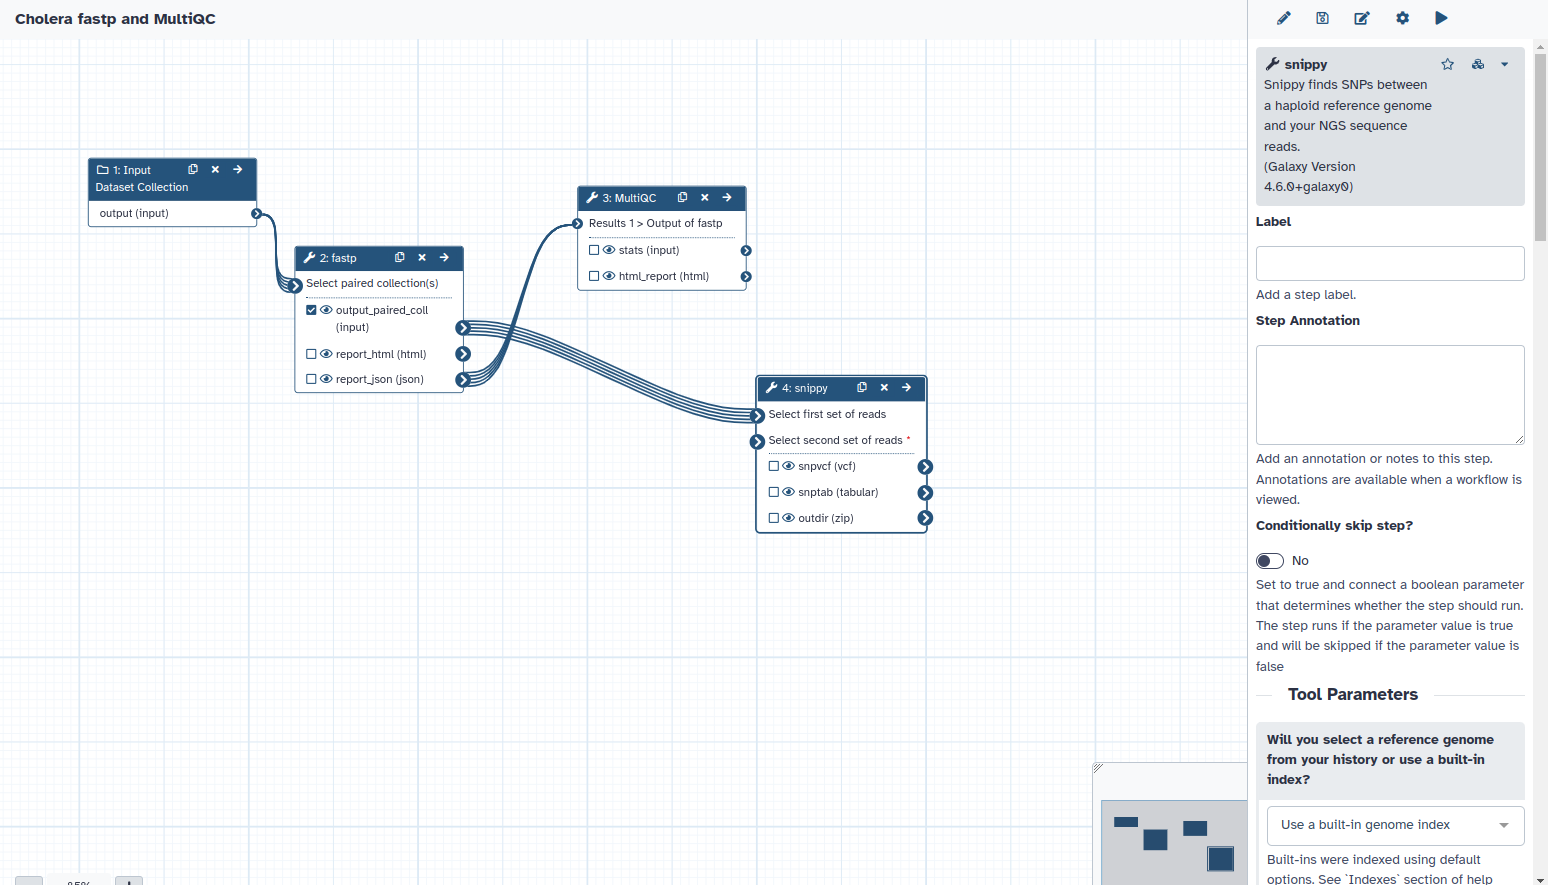 Cholera fastp and MultiQC
1: Input
Dataset Collection
output (input)
2: fastp
Select paired collection(s)
output_paired_coll
(input)
report_html (html)
report_json (json)
3: MultiQC
Results 1 > Output of fastp
stats (input)
html_report (html)
4: snippy
Select first set of reads
Select second set of reads *
snpvcf (vcf)
snptab (tabular)
outdir (zip)
snippy
Snippy finds SNPs between
a haploid reference genome
and your NGS sequence
reads.
(Galaxy Version
4.6.0+galaxy0)
Label
Add a step label.
Step Annotation
Add an annotation or notes to this step.
Annotations are available when a workflow is
viewed.
Conditionally skip step?
No
Set to true and connect a boolean parameter
that determines whether the step should run.
The step runs if the parameter value is true
and will be skipped if the parameter value is
false
Tool Parameters
Will you select a reference genome
from your history or use a built-in
index?
Use a built-in genome index
Built-ins were indexed using default
options. See `Indexes` section of help